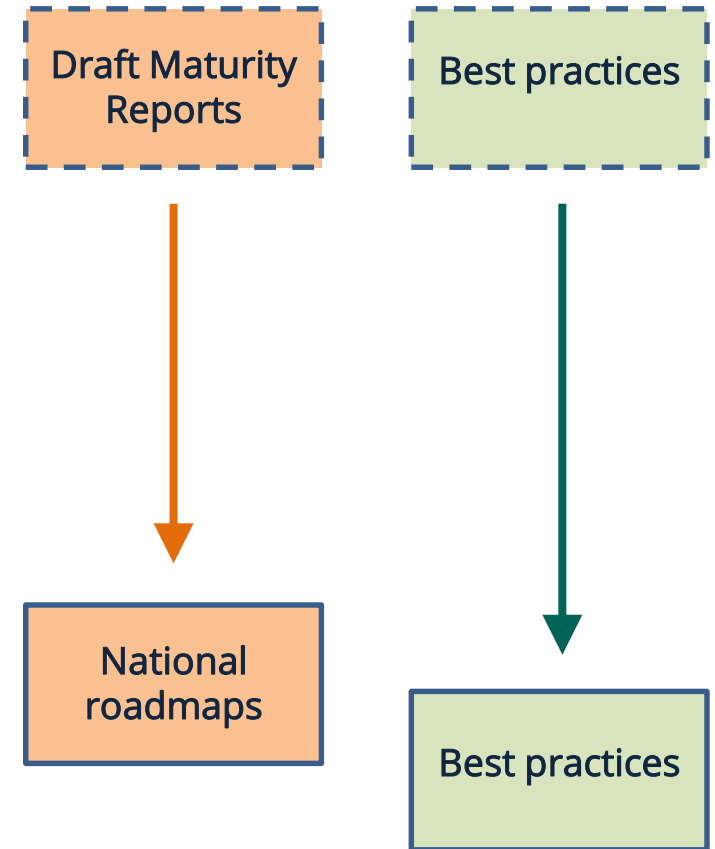 Draft Maturity
Reports
Best practices
National
roadmaps
Best practices